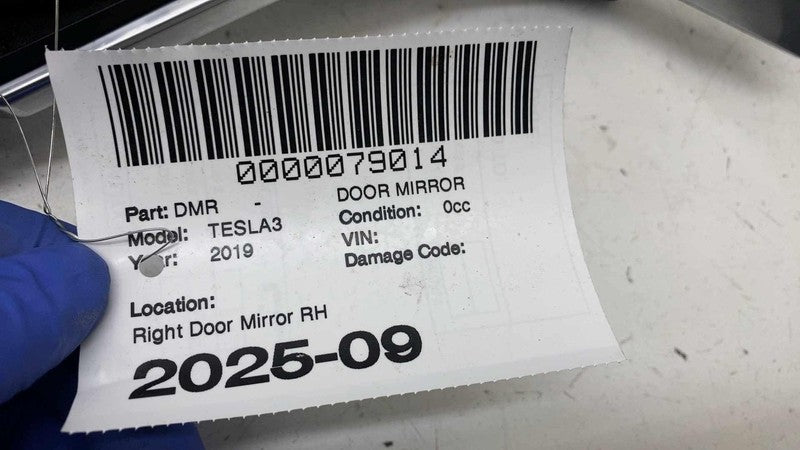 0000079014
Part: DMR - DOOR MIRROR
Model: TESLA3 Condition: 0cc
Year: 2019 VIN:
Damage Code:
Location:
Right Door Mirror RH
2025-09